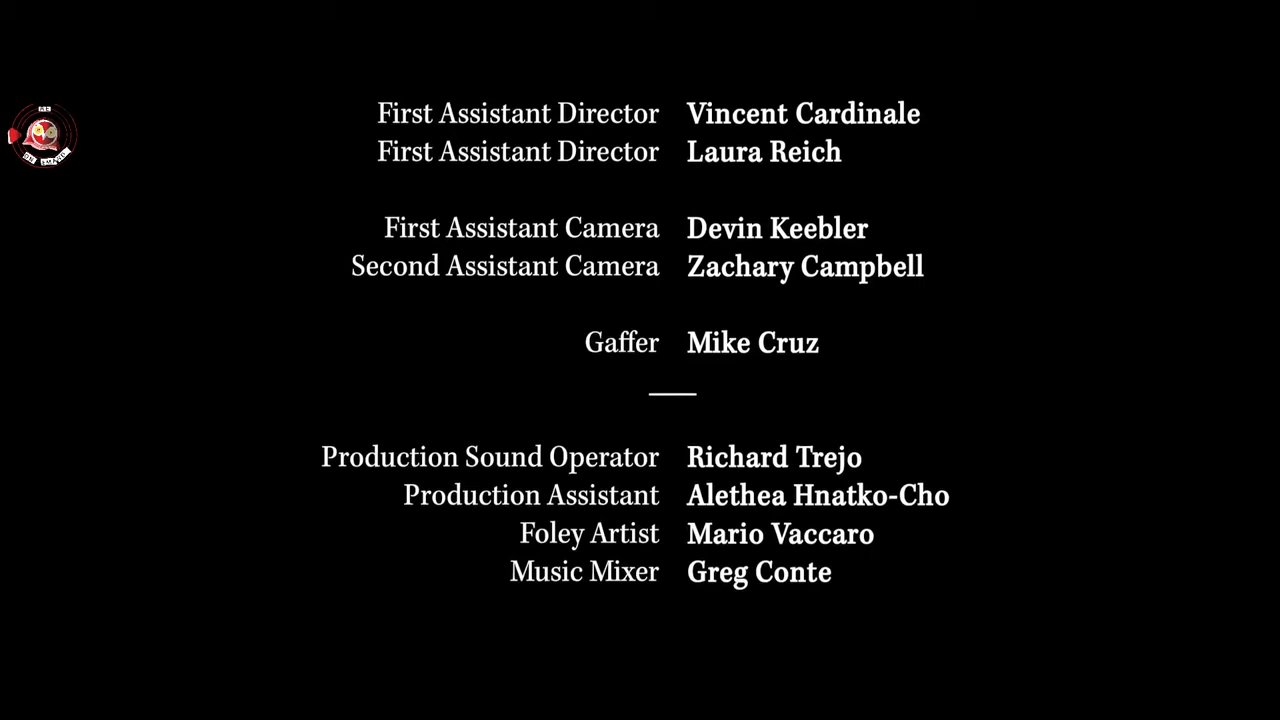 First Assistant Director Vincent Cardinale
First Assistant Director Laura Reich
First Assistant Camera Devin Keebler
Second Assistant Camera Zachary Campbell
Gaffer Mike Cruz
Production Sound Operator Richard Trejo
Production Assistant Alethea Hnatko-Cho
Foley Artist Mario Vaccaro
Music Mixer Greg Conte